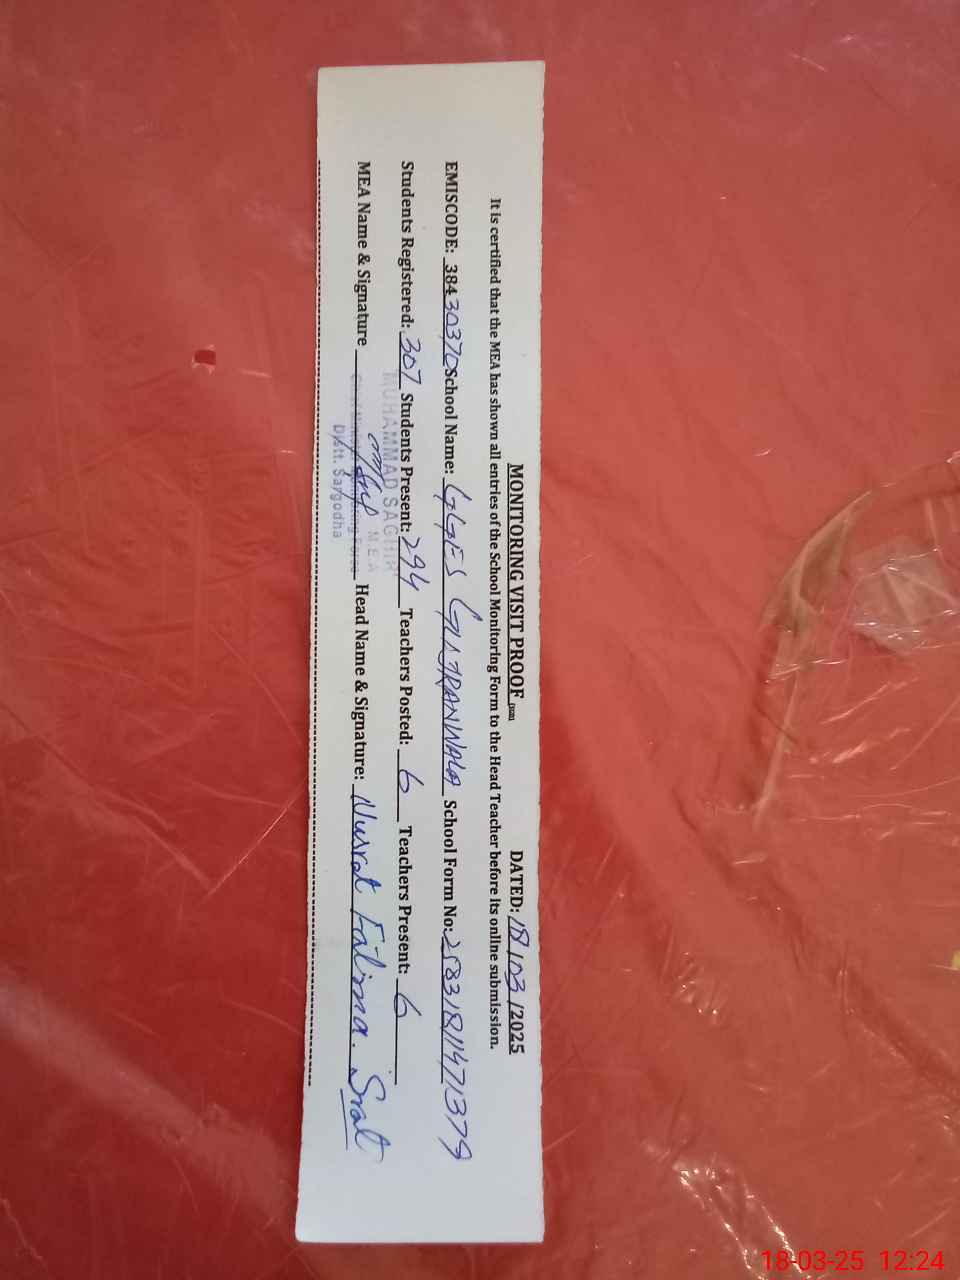 MONITORING VISIT PROOF DATED: 18/03/2025
It is certified that the MEA has shown all entries of the School Monitoring Form to the Head Teacher before its online submission.
EMISCODE: 38430370 School Name: GGES GUJRANWALA School Form No: 2583181471379
Students Registered: 307 Students Present: 294 Teachers Posted: 6 Teachers Present: 6
MUHAMMAD SAGHIR
M.E.A
MEA Name & Signature Head Name & Signature: Nusrat Fatima.
Distt. Sargodha
18-03-25 12:24